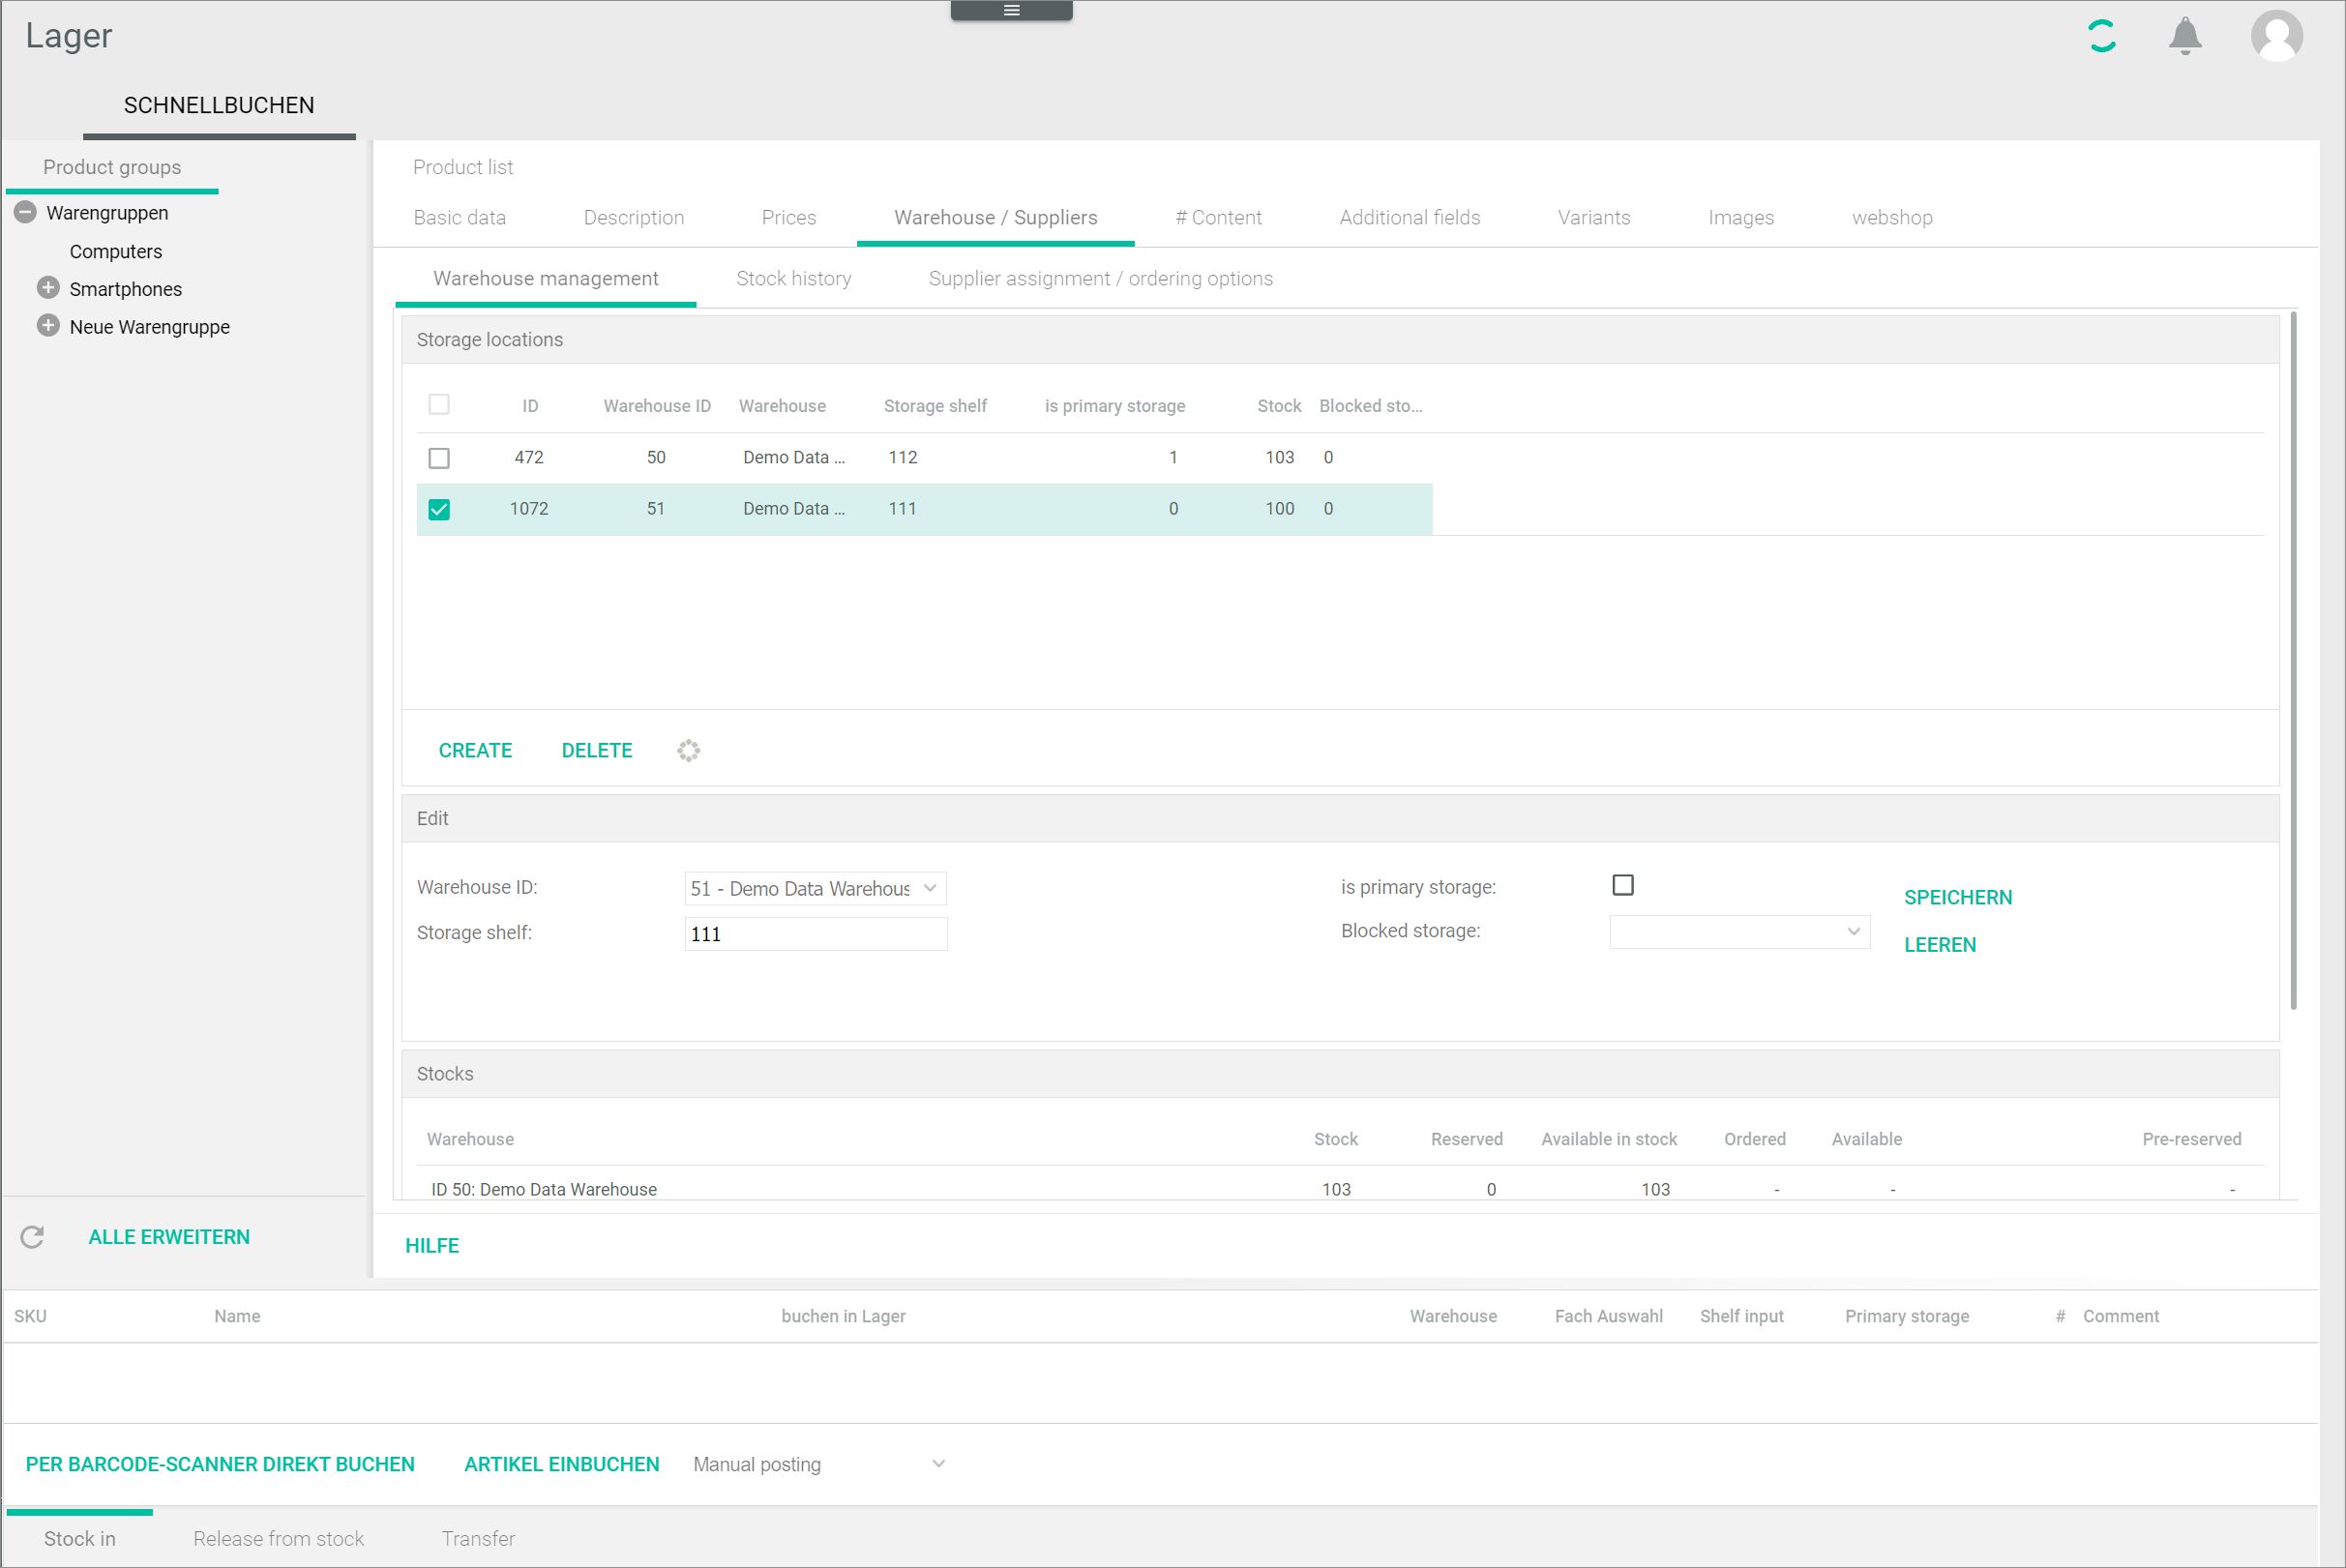 Lager
SCHNELLBUCHEN
Product groups
Warengruppen
Computers
Smartphones
Neue Warengruppe
ALLE ERWEITERN
Product list
Basic data Description Prices Warehouse / Suppliers # Content Additional fields Variants Images webshop
Warehouse management Stock history Supplier assignment / ordering options
Storage locations
ID Warehouse ID Warehouse Storage shelf is primary storage Stock Blocked sto...
472 50 Demo Data ... 112 1 103 0
1072 51 Demo Data ... 111 0 100 0
CREATE DELETE
Edit
Warehouse ID: 51 - Demo Data Warehous is primary storage: SPEICHERN
Storage shelf: 111 Blocked storage: LEEREN
Stocks
Warehouse Stock Reserved Available in stock Ordered Available Pre-reserved
ID 50: Demo Data Warehouse 103 0 103 - - -
HILFE
SKU Name buchen in Lager Warehouse Fach Auswahl Shelf input Primary storage # Comment
PER BARCODE-SCANNER DIREKT BUCHEN ARTIKEL EINBUCHEN Manual posting
Stock in Release from stock Transfer